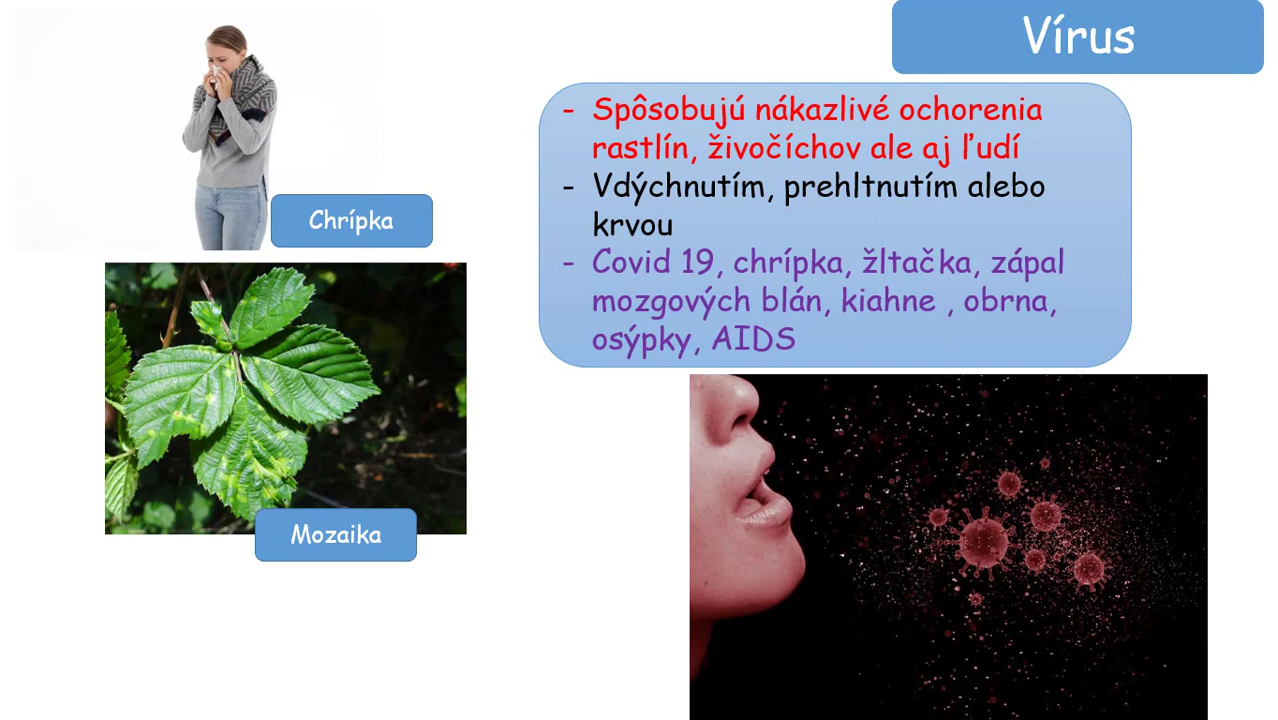 Vírus
- Spôsobujú nákazlivé ochorenia
rastlín, živočíchov ale aj ľudí
- Vdýchnutím, prehltnutím alebo
krvou
- Covid 19, chrípka, žltačka, zápal
mozgových blán, kiahne , obrna,
osýpky, AIDS
Chrípka
Mozaika